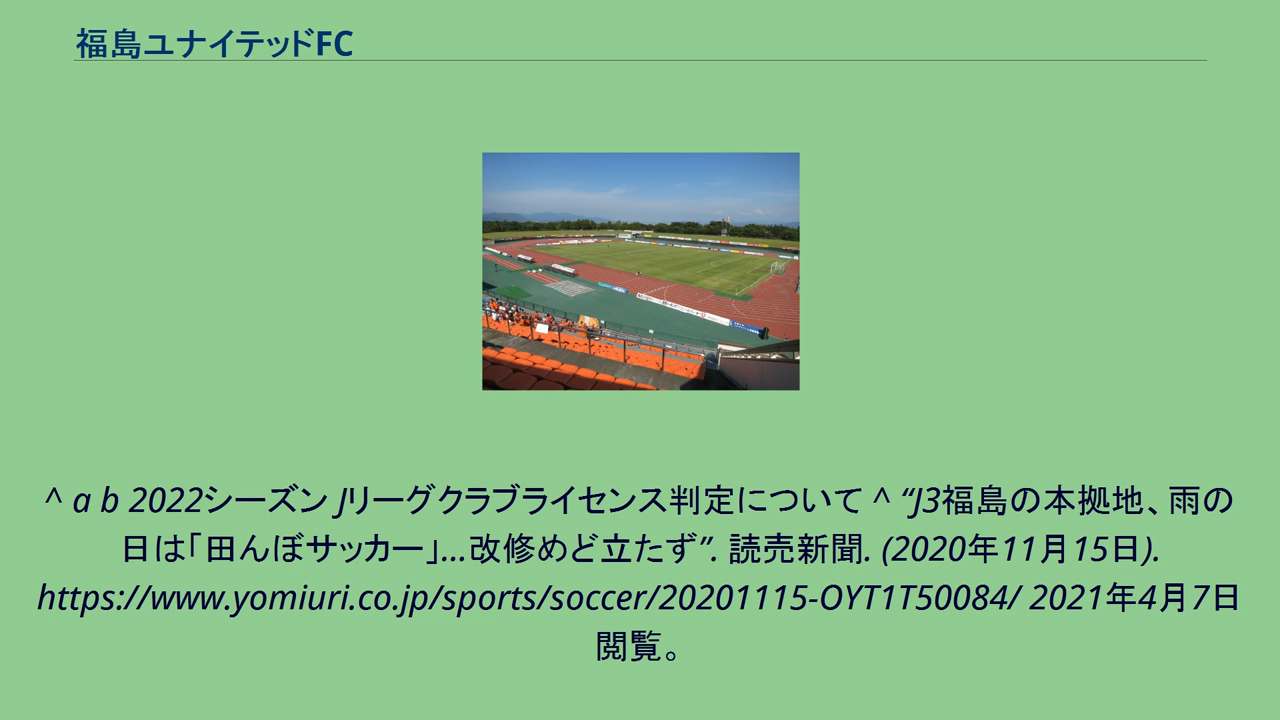 福島ユナイテッドFC
^ a b 2022シーズン Jリーグクラブライセンス判定について ^ “J3福島の本拠地、雨の
日は「田んぼサッカー」…改修めど立たず”. 読売新聞. (2020年11月15日).
https://www.yomiuri.co.jp/sports/soccer/20201115-OYT1T50084/ 2021年4月7日
閲覧。